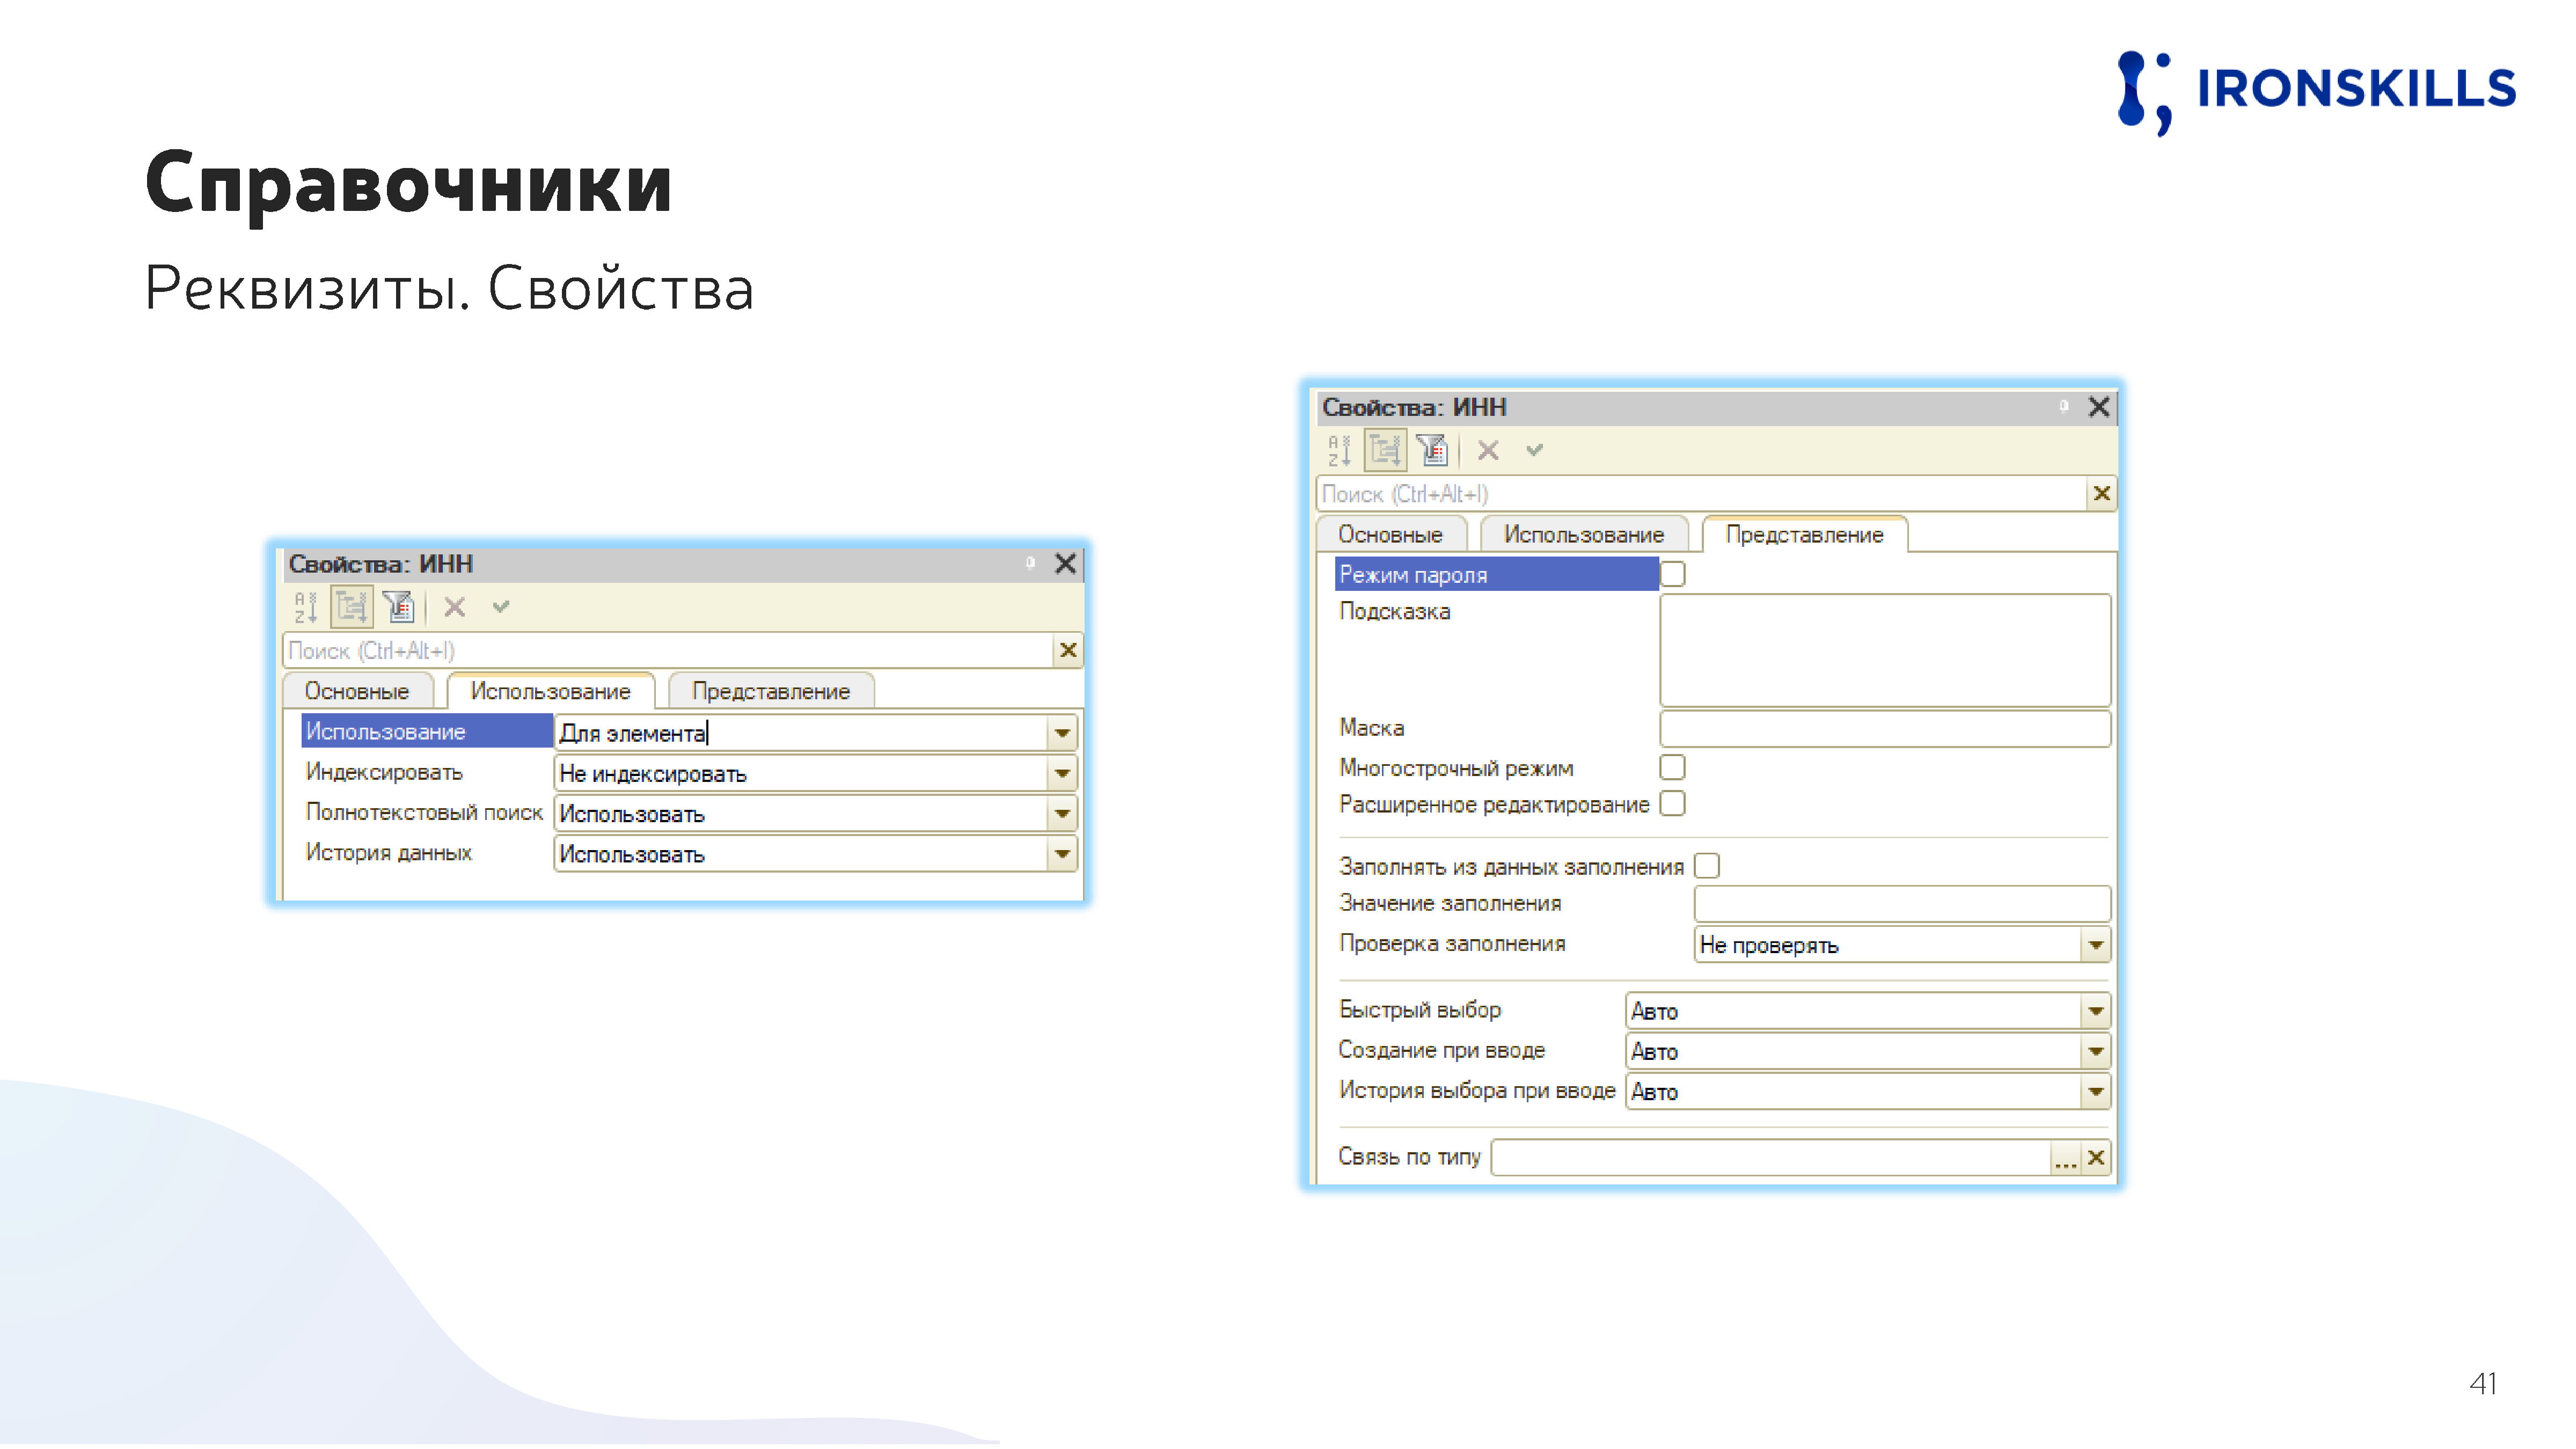 IRONSKILLS
Справочники
Реквизиты. Свойства
Свойства: ИНН
Поиск (Ctrl+Alt+I)
Основные Использование Представление
Использование Для элемента
Индексировать Не индексировать
Полнотекстовый поиск Использовать
История данных Использовать
Свойства: ИНН
Поиск (Ctrl+Alt+I)
Основные Использование Представление
Режим пароля
Подсказка
Маска
Многострочный режим
Расширенное редактирование
Заполнять из данных заполнения
Значение заполнения
Проверка заполнения Не проверять
Быстрый выбор Авто
Создание при вводе Авто
История выбора при вводе Авто
Связь по типу ...
41